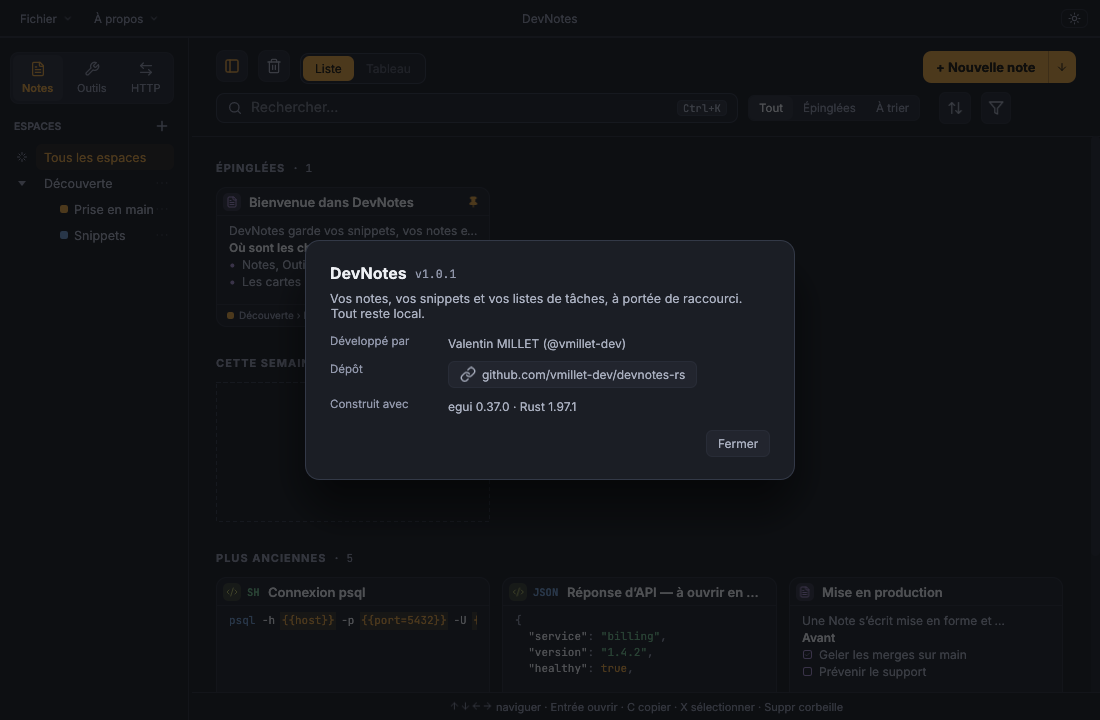 Fichier
À propos
DevNotes
Notes
Outils
HTTP
Liste
Tableau
+ Nouvelle note
Rechercher...
Ctrl+K
Tout
Épinglées
À trier
ESPACES
Tous les espaces
Découverte
Prise en main
Snippets
ÉPINGLÉES · 1
Bienvenue dans DevNotes
DevNotes garde vos snippets, vos notes e...
Où sont les
• Notes, Outi
• Les cartes
Découverte ›
DevNotes v1.0.1
Vos notes, vos snippets et vos listes de tâches, à portée de raccourci.
Tout reste local.
Développé par Valentin MILLET (@vmillet-dev)
Dépôt github.com/vmillet-dev/devnotes-rs
Construit avec egui 0.37.0 · Rust 1.97.1
Fermer
CETTE SEMAIN
PLUS ANCIENNES · 5
SH Connexion psql
psql -h {{host}} -p {{port=5432}} -U {
JSON Réponse d'API — à ouvrir en ...
{
"service": "billing",
"version": "1.4.2",
"healthy": true,
Mise en production
Une Note s'écrit mise en forme et ...
Avant
Geler les merges sur main
Prévenir le support
↑ ↓ ← → naviguer · Entrée ouvrir · C copier · X sélectionner · Suppr corbeille